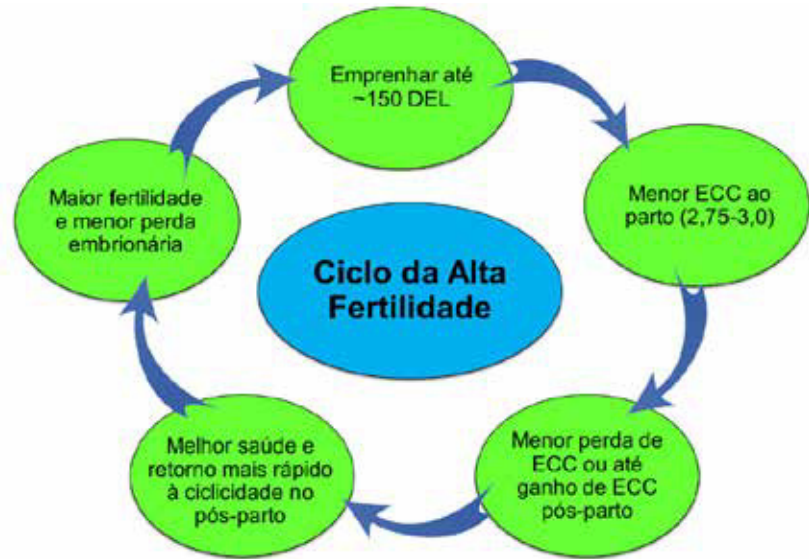 Emprenhar até
~150 DEL
Menor ECC ao
parto (2,75-3,0)
Menor perda de
ECC ou até
ganho de ECC
pós-parto
Melhor saúde e
retorno mais rápido
à ciclicidade no
pós-parto
Maior fertilidade
e menor perda
embrionária
Ciclo da Alta
Fertilidade